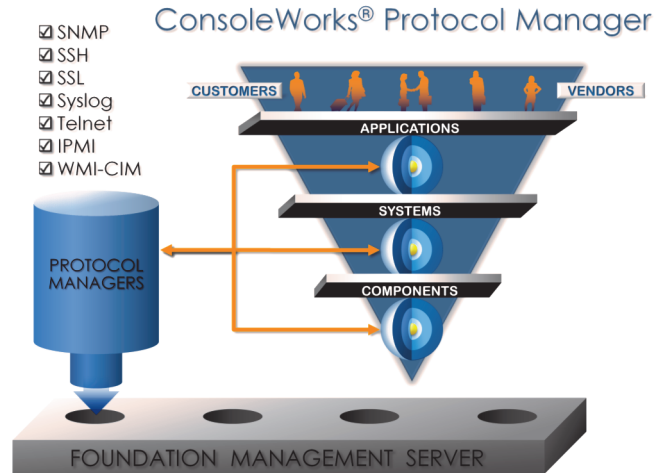 ConsoleWorks® Protocol Manager
☑ SNMP
☑ SSH
☑ SSL
☑ Syslog
☑ Telnet
☑ IPMI
☑ WMI-CIM
CUSTOMERS
VENDORS
APPLICATIONS
SYSTEMS
COMPONENTS
PROTOCOL
MANAGERS
FOUNDATION MANAGEMENT SERVER